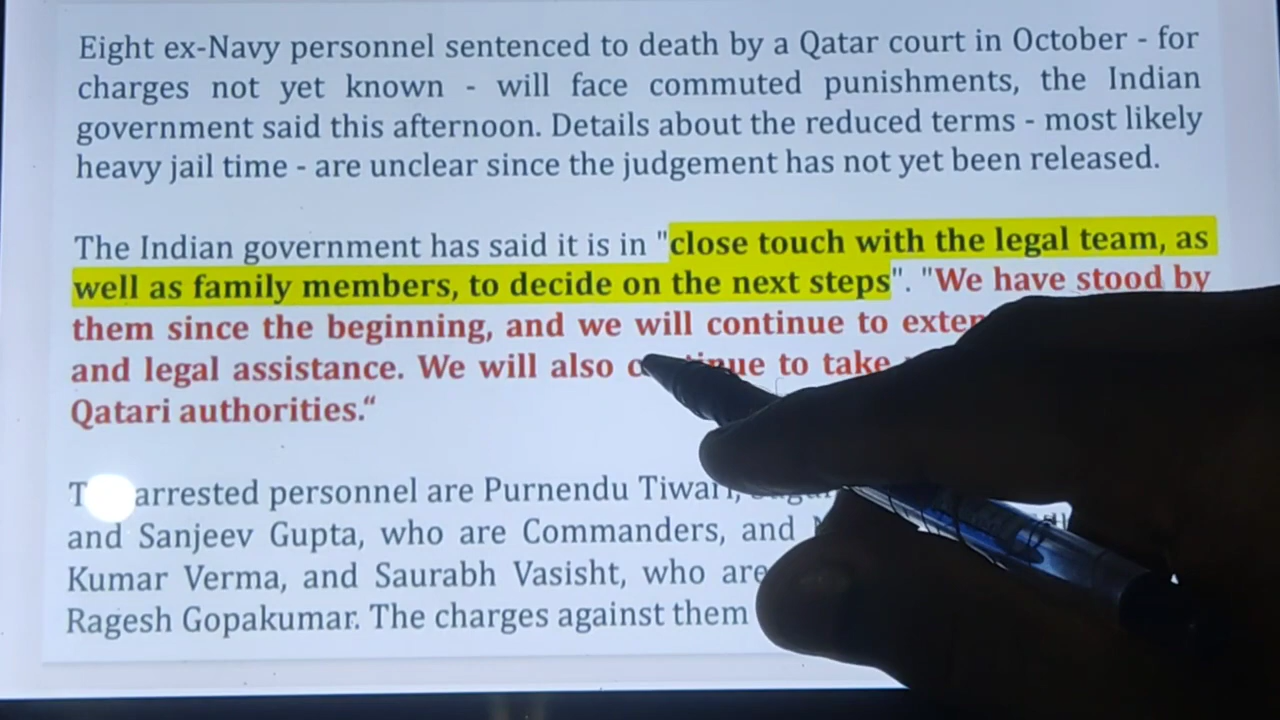 Eight ex-Navy personnel sentenced to death by a Qatar court in October - for
charges not yet known - will face commuted punishments, the Indian
government said this afternoon. Details about the reduced terms - most likely
heavy jail time - are unclear since the judgement has not yet been released.
The Indian government has said it is in "close touch with the legal team, as
well as family members, to decide on the next steps". "We have stood by
them since the beginning, and we will continue to
and legal assistance. We will also continue to take
Qatari authorities.“
arrested personnel are Purnendu Tiwari,
and Sanjeev Gupta, who are Commanders, and
Kumar Verma, and Saurabh Vasisht, who are
Ragesh Gopakumar. The charges against them